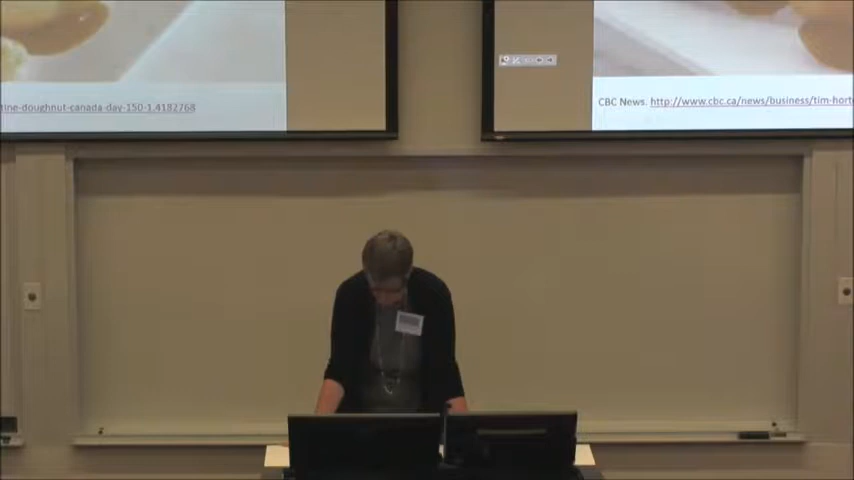 tine-doughnut-canada-day-150-1.4182768
CBC News. http://www.cbc.ca/news/business/tim-hort